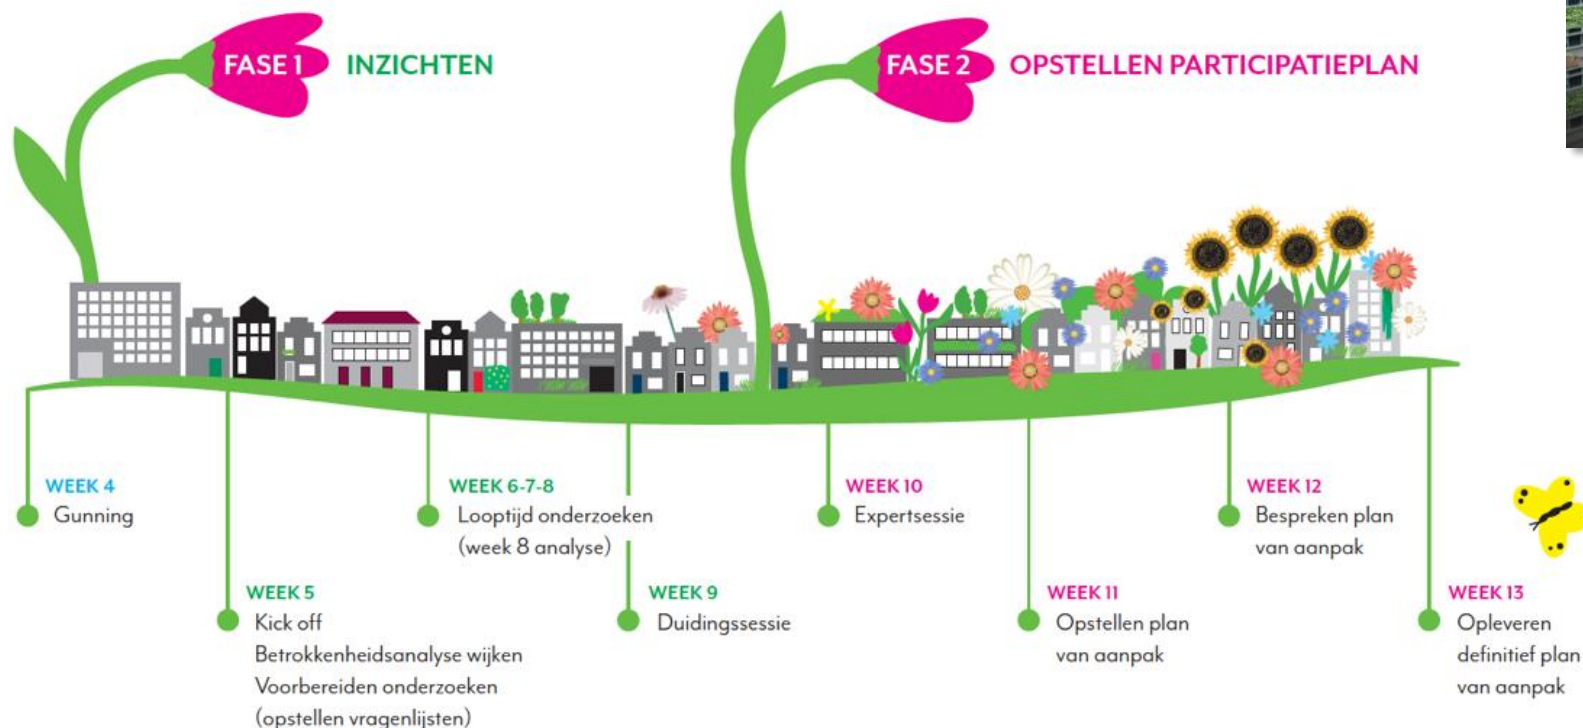 FASE 1 INZICHTEN
FASE 2 OPSTELLEN PARTICIPATIEPLAN
WEEK 4
Gunning
WEEK 5
Kick off
Betrokkenheidsanalyse wijken
Voorbereiden onderzoeken
(opstellen vragenlijsten)
WEEK 6-7-8
Looptijd onderzoeken
(week 8 analyse)
WEEK 9
Duidingssessie
WEEK 10
Expertsessie
WEEK 11
Opstellen plan
van aanpak
WEEK 12
Bespreken plan
van aanpak
WEEK 13
Opleveren
definitief plan
van aanpak